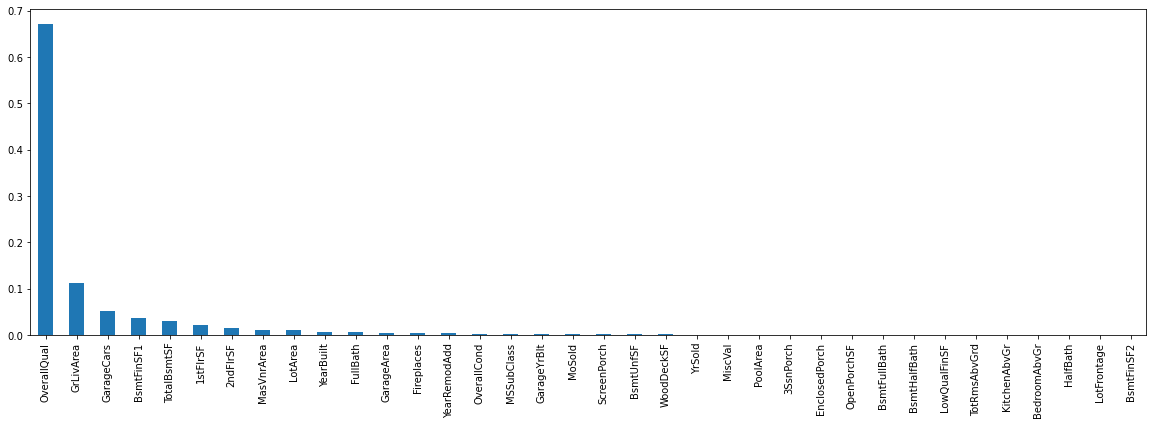 0.7
0.6
0.5
0.4
0.3
0.2
0.1
0.0
OverallQual
GrLivArea
GarageCars
BsmtFinSF1
TotalBsmtSF
1stFlrSF
2ndFlrSF
MasVnrArea
LotArea
YearBuilt
FullBath
GarageArea
Fireplaces
YearRemodAdd
OverallCond
MSSubClass
GarageYrBlt
MoSold
ScreenPorch
BsmtUnfSF
WoodDeckSF
YrSold
MiscVal
PoolArea
3SsnPorch
EnclosedPorch
OpenPorchSF
BsmtFullBath
BsmtHalfBath
LowQualFinSF
TotRmsAbvGrd
KitchenAbvGr
BedroomAbvGr
HalfBath
LotFrontage
BsmtFinSF2